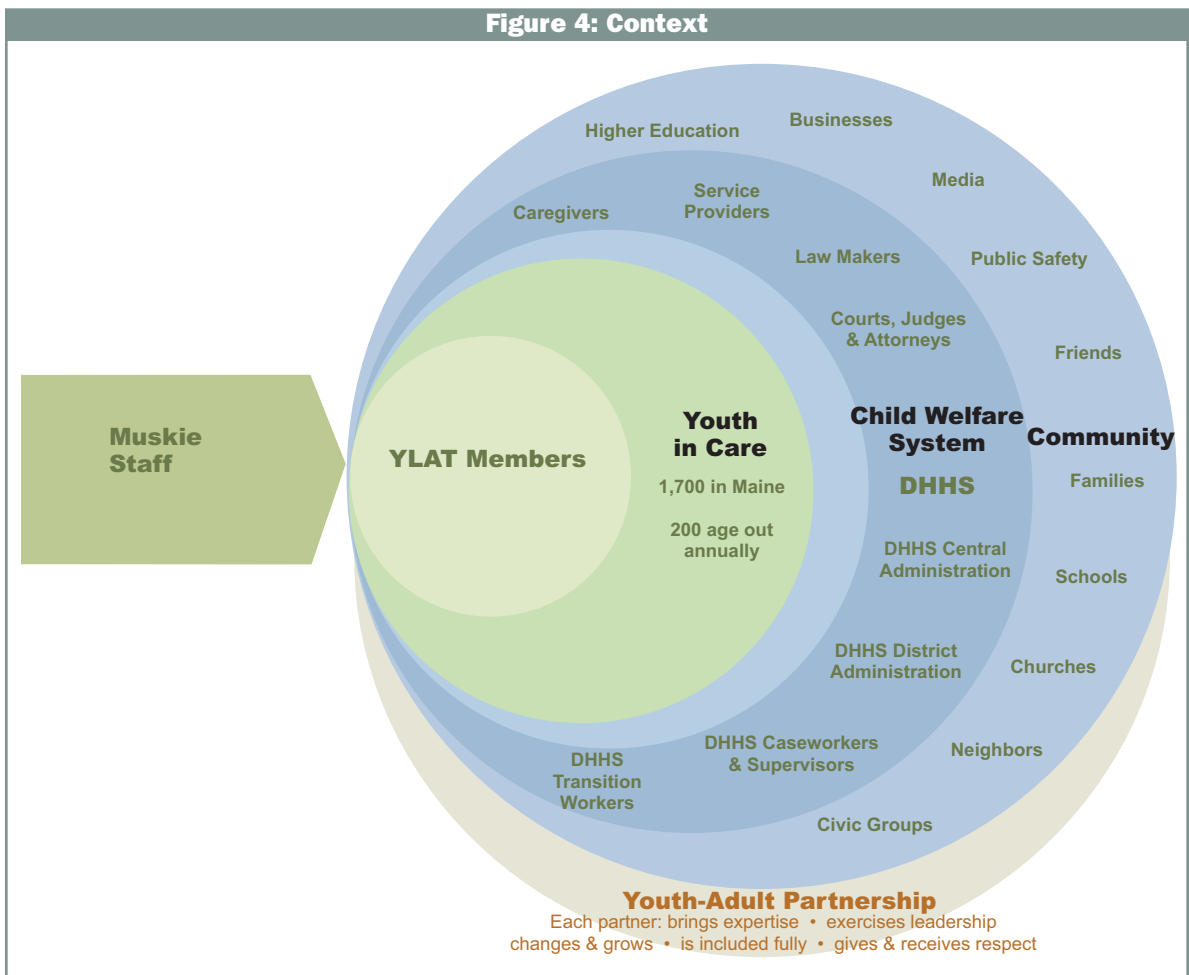 Figure 4: Context
Higher Education
Businesses
Media
Caregivers
Service
Providers
Law Makers
Public Safety
Courts, Judges
& Attorneys
Friends
Muskie
Staff
YLAT Members
Youth
in Care
1,700 in Maine
200 age out
annually
Child Welfare
System
DHHS
Community
Families
DHHS Central
Administration
Schools
DHHS District
Administration
Churches
DHHS Caseworkers
& Supervisors
Neighbors
DHHS
Transition
Workers
Civic Groups
Youth-Adult Partnership
Each partner: brings expertise • exercises leadership
changes & grows • is included fully • gives & receives respect